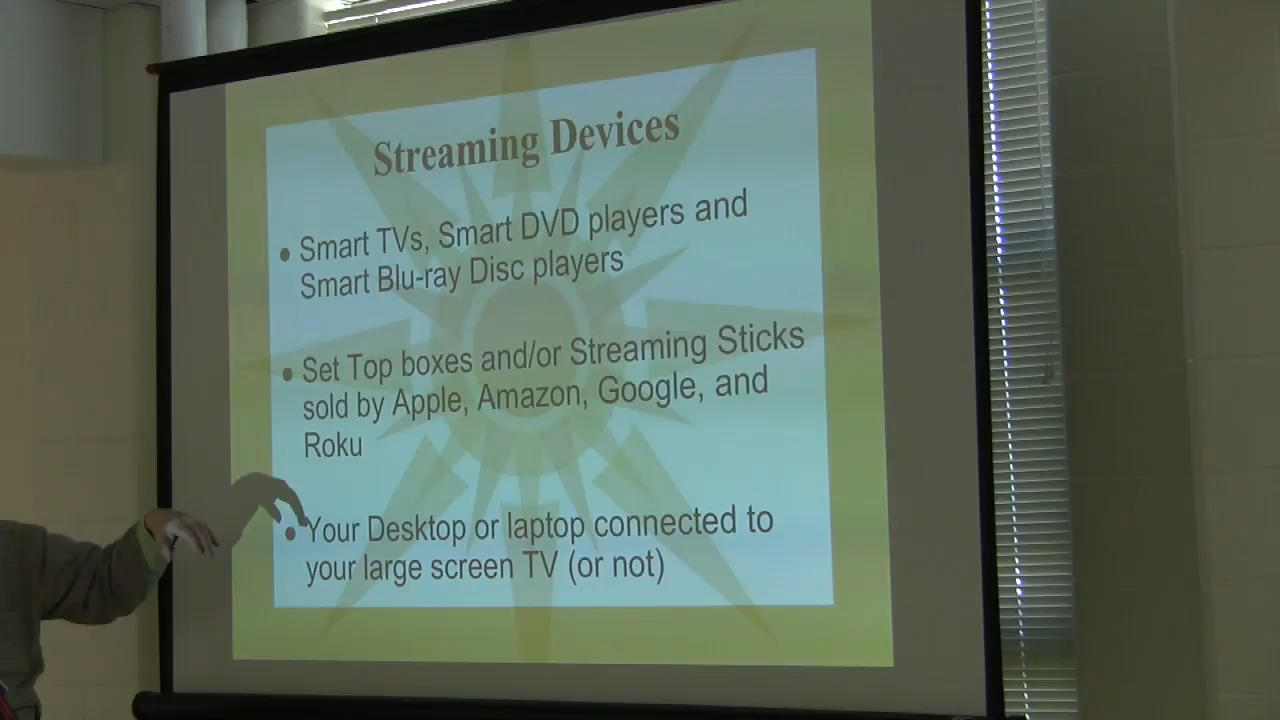 Streaming Devices
• Smart TVs, Smart DVD players and
Smart Blu-ray Disc players
• Set Top boxes and/or Streaming Sticks
sold by Apple, Amazon, Google, and
Roku
• Your Desktop or laptop connected to
your large screen TV (or not)